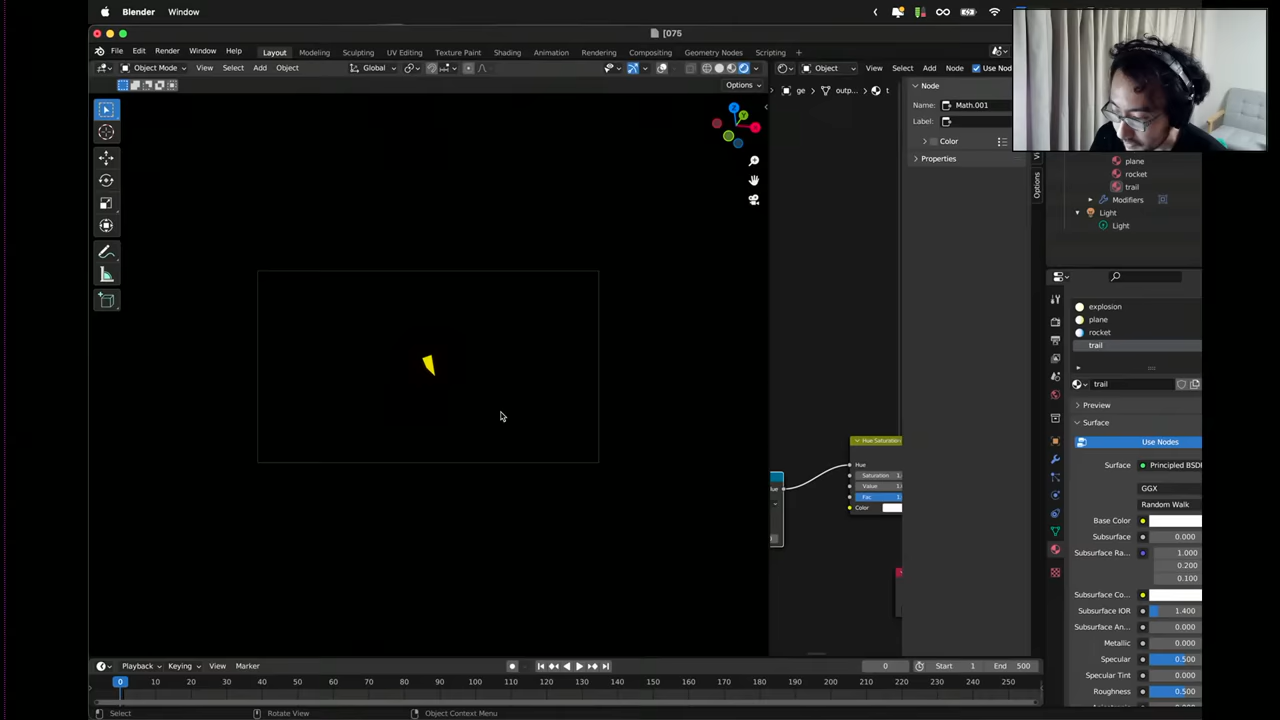 Blender Window
[075
File Edit Render Window Help Layout Modeling Sculpting UV Editing Texture Paint Shading Animation Rendering Compositing Geometry Nodes Scripting +
Object Mode View Select Add Object Global Object View Select Add Node Use Nod
Options
ge outp... t
Node
Name: Math.001
Label:
Color
Properties
Options
plane
rocket
trail
Modifiers
Light
Light
explosion
plane
rocket
trail
trail
Preview
Surface
Use Nodes
Surface Principled BSD
GGX
Random Walk
Base Color
Subsurface 0.000
Subsurface Ra... 1.000
0.200
0.100
Subsurface Co...
Subsurface IOR 1.400
Subsurface An... 0.000
Metallic 0.000
Specular 0.500
Specular Tint 0.000
Roughness 0.500
Hue Saturation
Hue
Saturation
Value
Fac
Color
Playback Keying View Marker 0 Start 1 End 500
0 10 20 30 40 50 60 70 80 90 100 110 120 130 140 150 160 170 180 190 200 210 220 230 240 250
Select Rotate View Object Context Menu